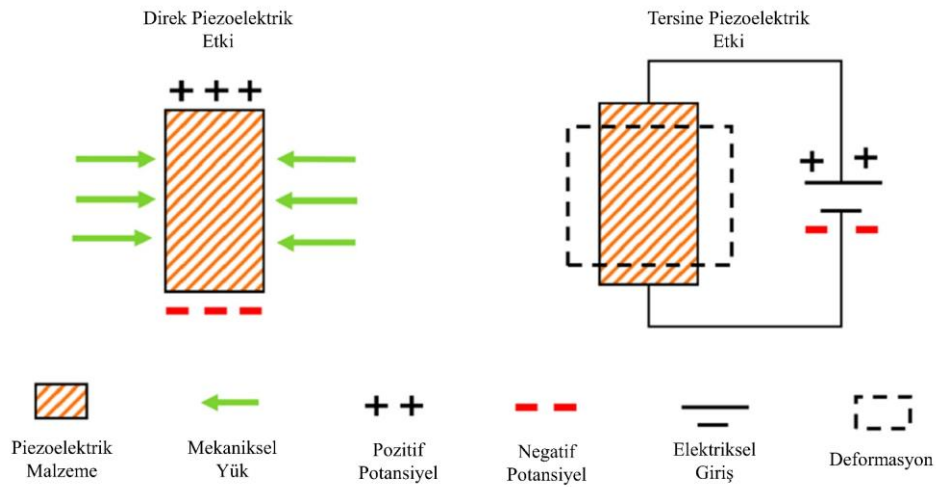 Direk Piezoelektrik
Etki
Tersine Piezoelektrik
Etki
Piezoelektrik
Malzeme
Mekaniksel
Yük
Pozitif
Potansiyel
Negatif
Potansiyel
Elektriksel
Giriş
Deformasyon